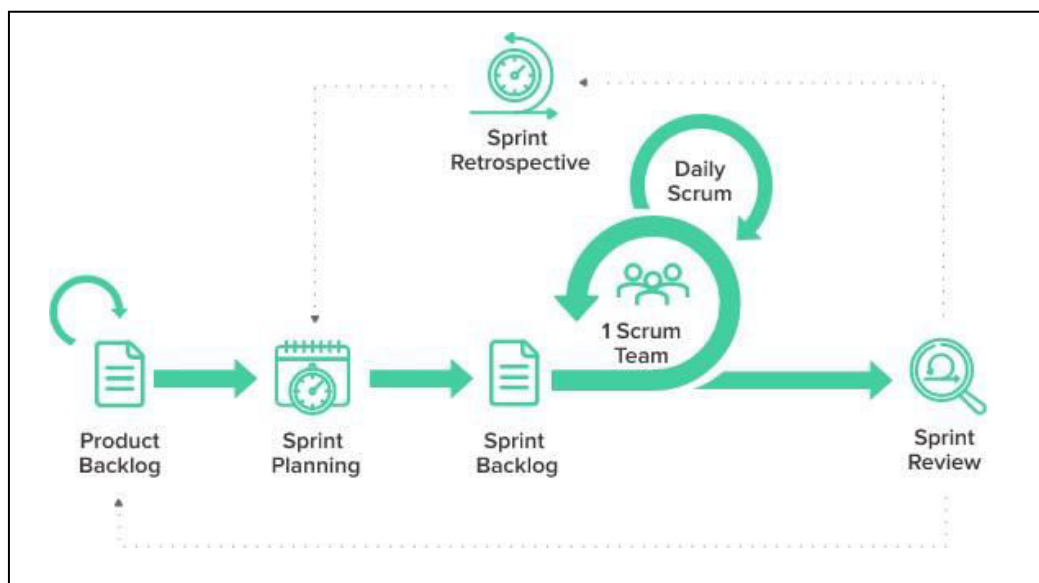 Sprint
Retrospective
Daily
Scrum
1 Scrum
Team
Product
Backlog
Sprint
Planning
Sprint
Backlog
Sprint
Review